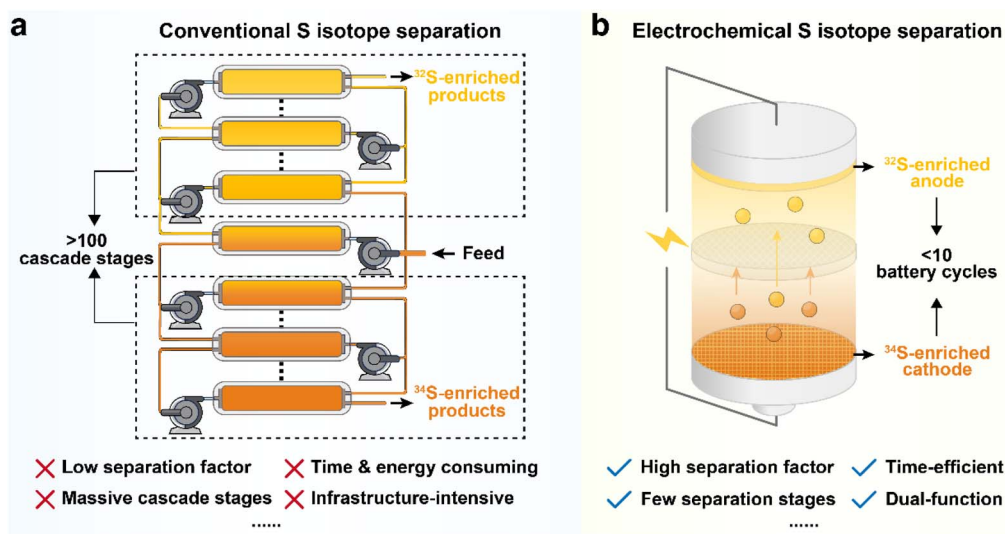 a
Conventional S isotope separation
³²S-enriched
products
>100
cascade stages
Feed
³⁴S-enriched
products
Low separation factor
Time & energy consuming
Massive cascade stages
Infrastructure-intensive
......
b
Electrochemical S isotope separation
³²S-enriched
anode
<10
battery cycles
³⁴S-enriched
cathode
High separation factor
Time-efficient
Few separation stages
Dual-function
......